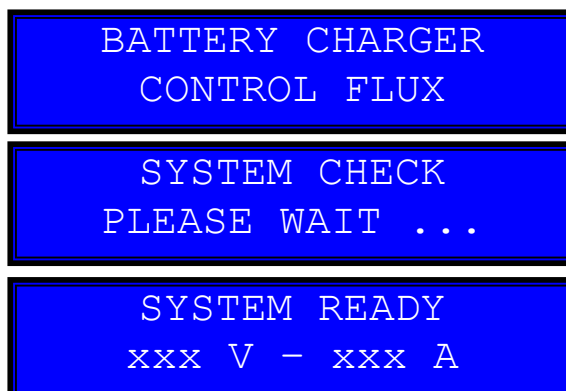 BATTERY CHARGER
CONTROL FLUX
SYSTEM CHECK
PLEASE WAIT ...
SYSTEM READY
xxx V – xxx A